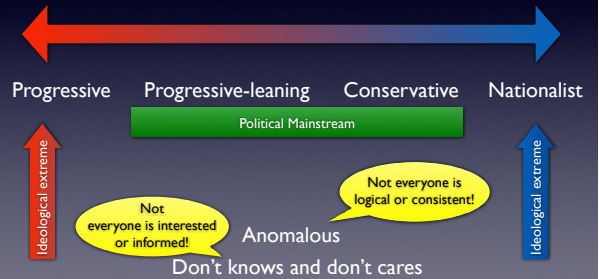 Progressive Progressive-leaning Conservative Nationalist
Political Mainstream
Ideological extreme
Ideological extreme
Not
everyone is interested
or informed!
Not everyone is
logical or consistent!
Anomalous
Don't knows and don't cares